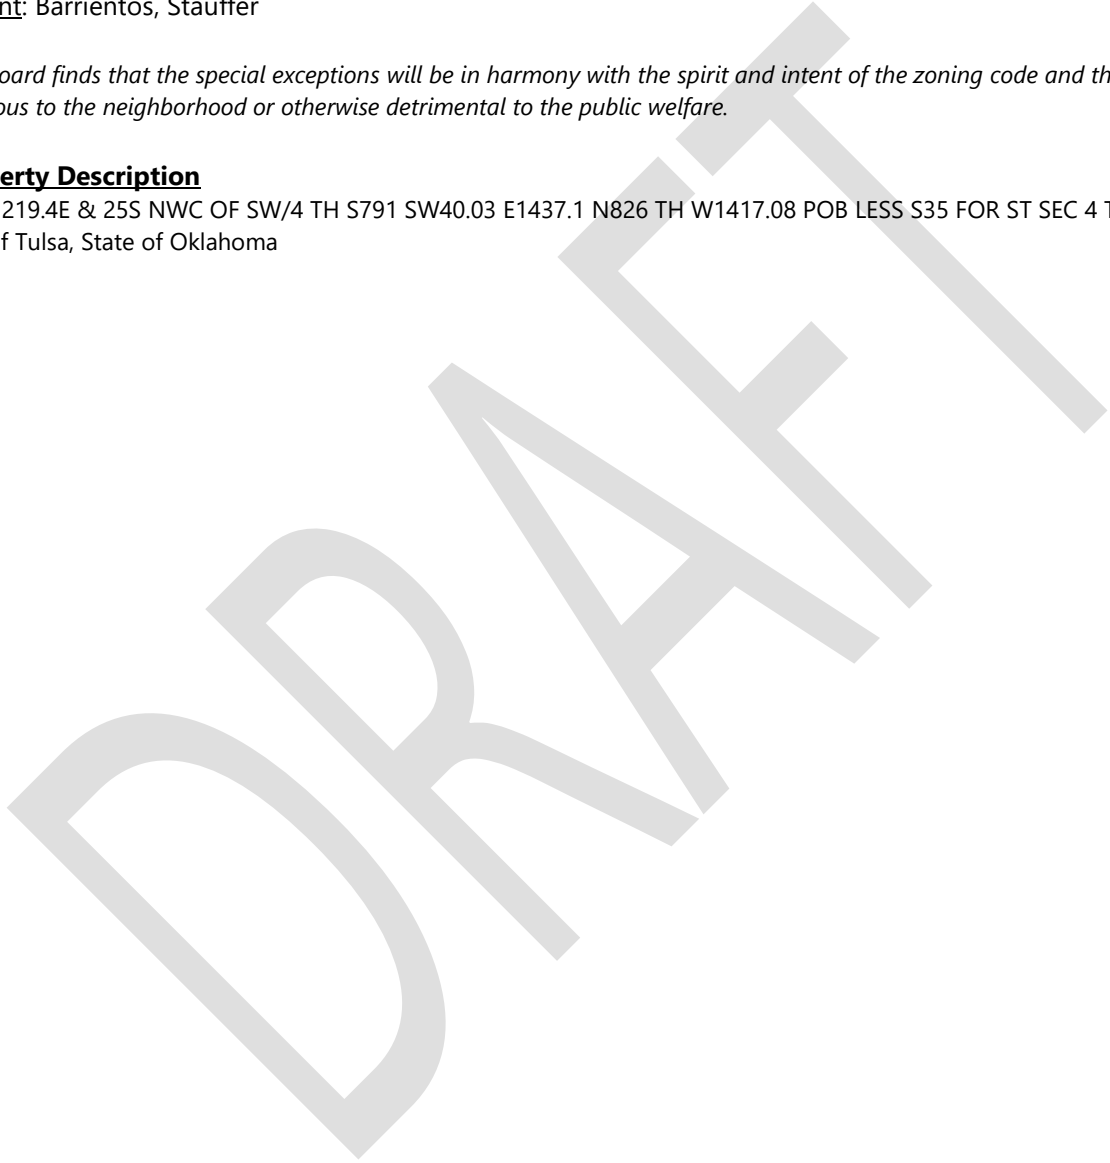 nt: Barrientos, Stauffer
oard finds that the special exceptions will be in harmony with the spirit and intent of the zoning code and th
ous to the neighborhood or otherwise detrimental to the public welfare.
erty Description
219.4E & 25S NWC OF SW/4 TH S791 SW40.03 E1437.1 N826 TH W1417.08 POB LESS S35 FOR ST SEC 4 T
f Tulsa, State of Oklahoma
DRAFT